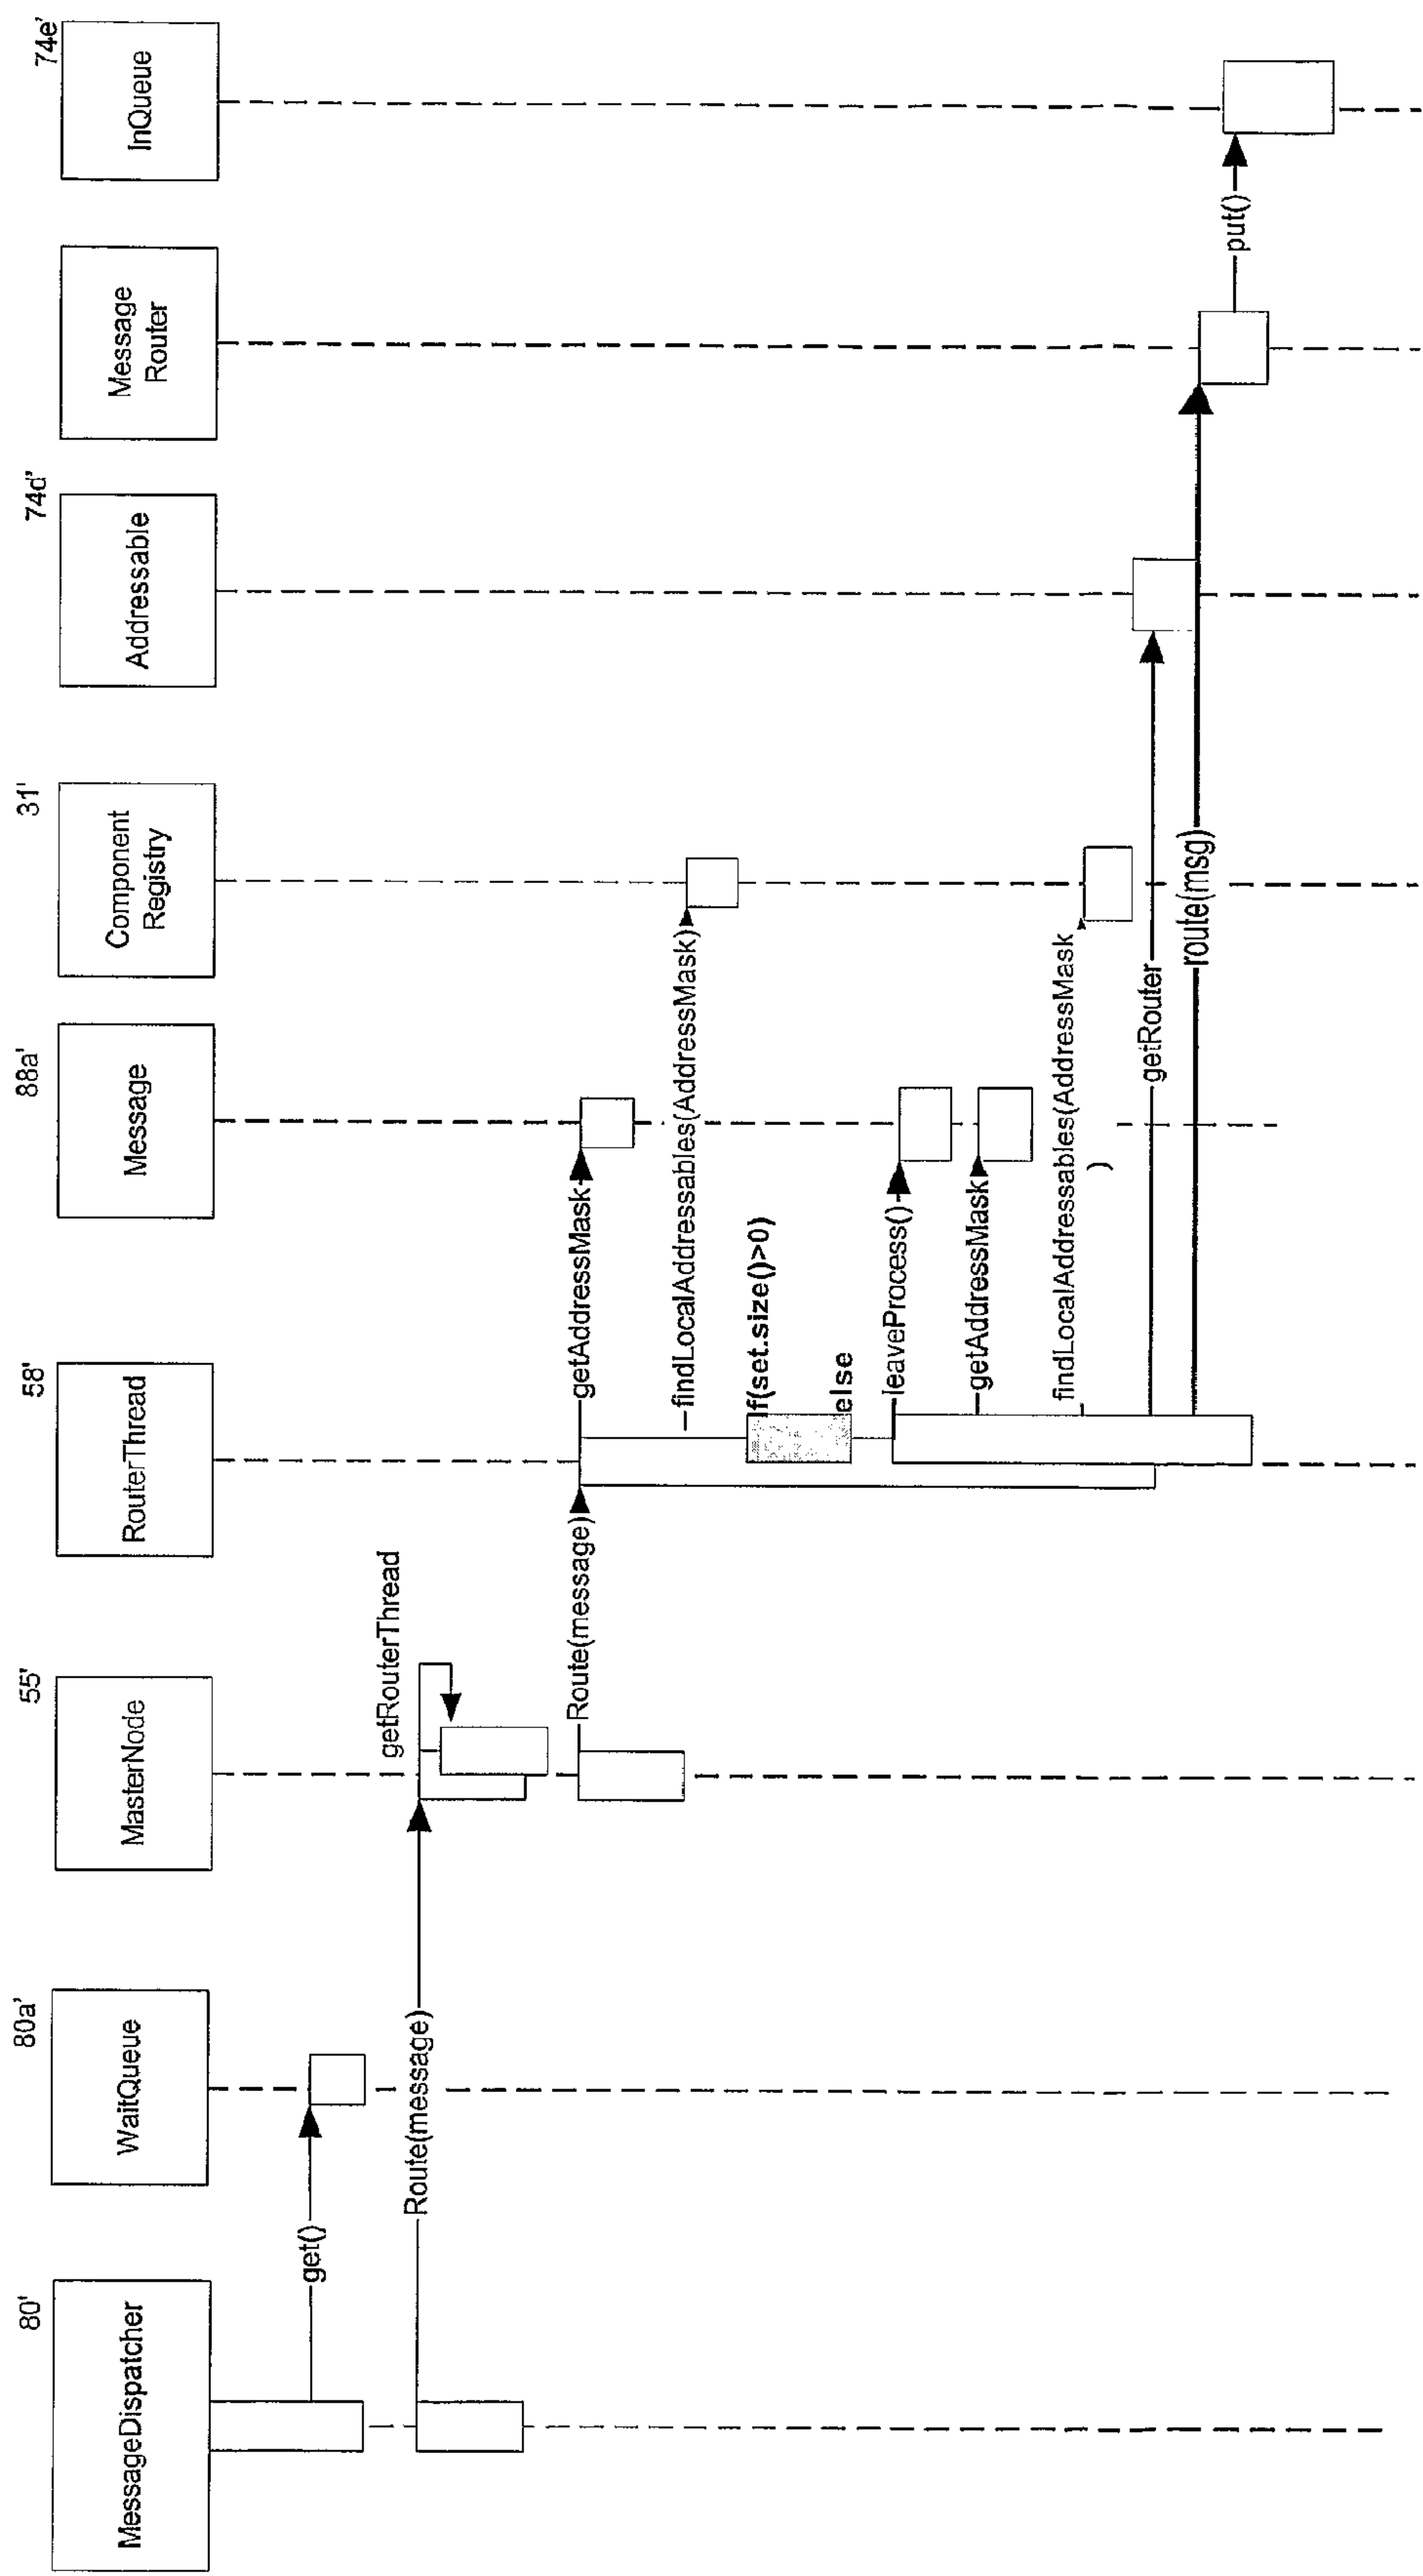 80'
MessageDispatcher
80a'
WaitQueue
55'
MasterNode
58'
RouterThread
88a'
Message
31'
Component
Registry
74d'
Addressable
Message
Router
74e'
InQueue
get()
Route(message)
getRouterThread
Route(message)
getAddressMask
findLocalAddressables(AddressMask)
if(set.size()>0)
else
leaveProcess()
getAddressMask
findLocalAddressables(AddressMask
)
getRouter
route(msg)
put()